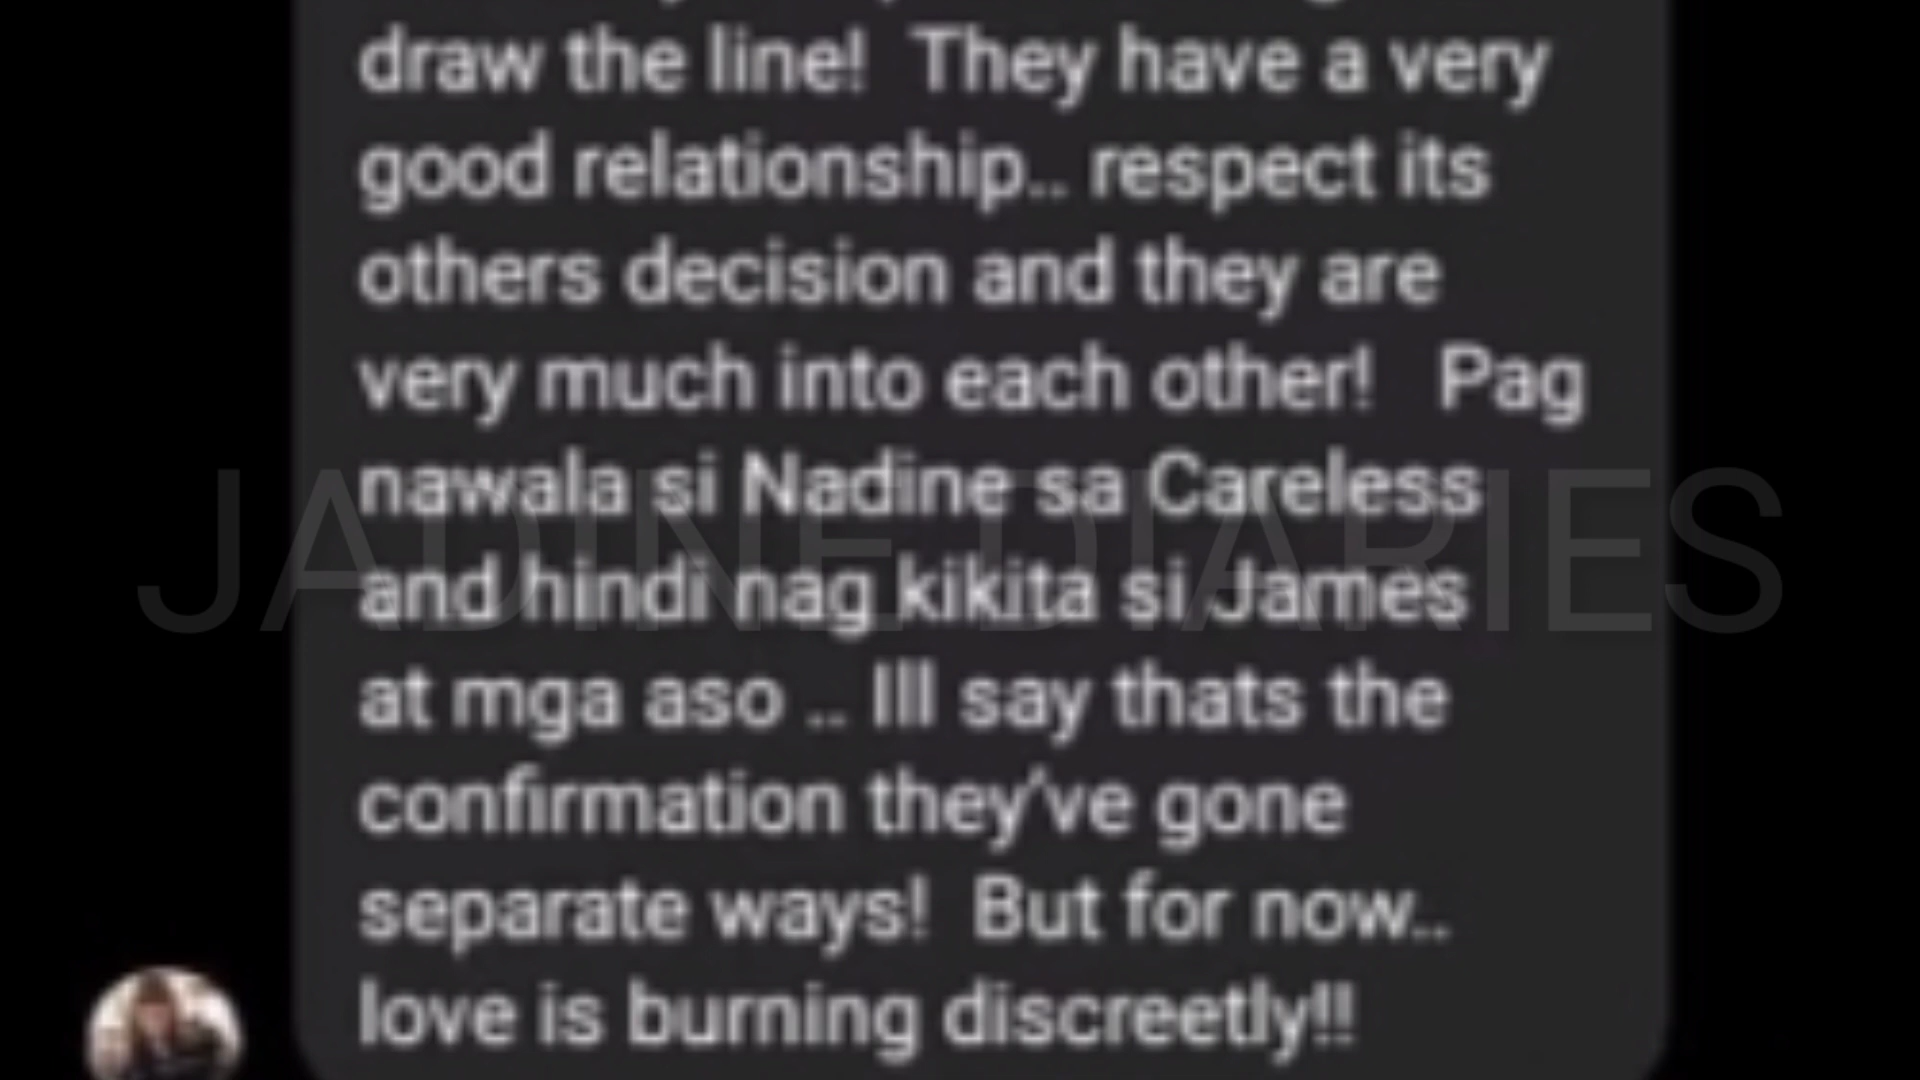 draw the line! They have a very
good relationship.. respect its
others decision and they are
very much into each other! Pag
nawala si Nadine sa Careless
and hindi nag kikita si James
at mga aso .. Ill say thats the
confirmation they've gone
separate ways! But for now..
love is burning discreetly!!
JADINE DIARIES